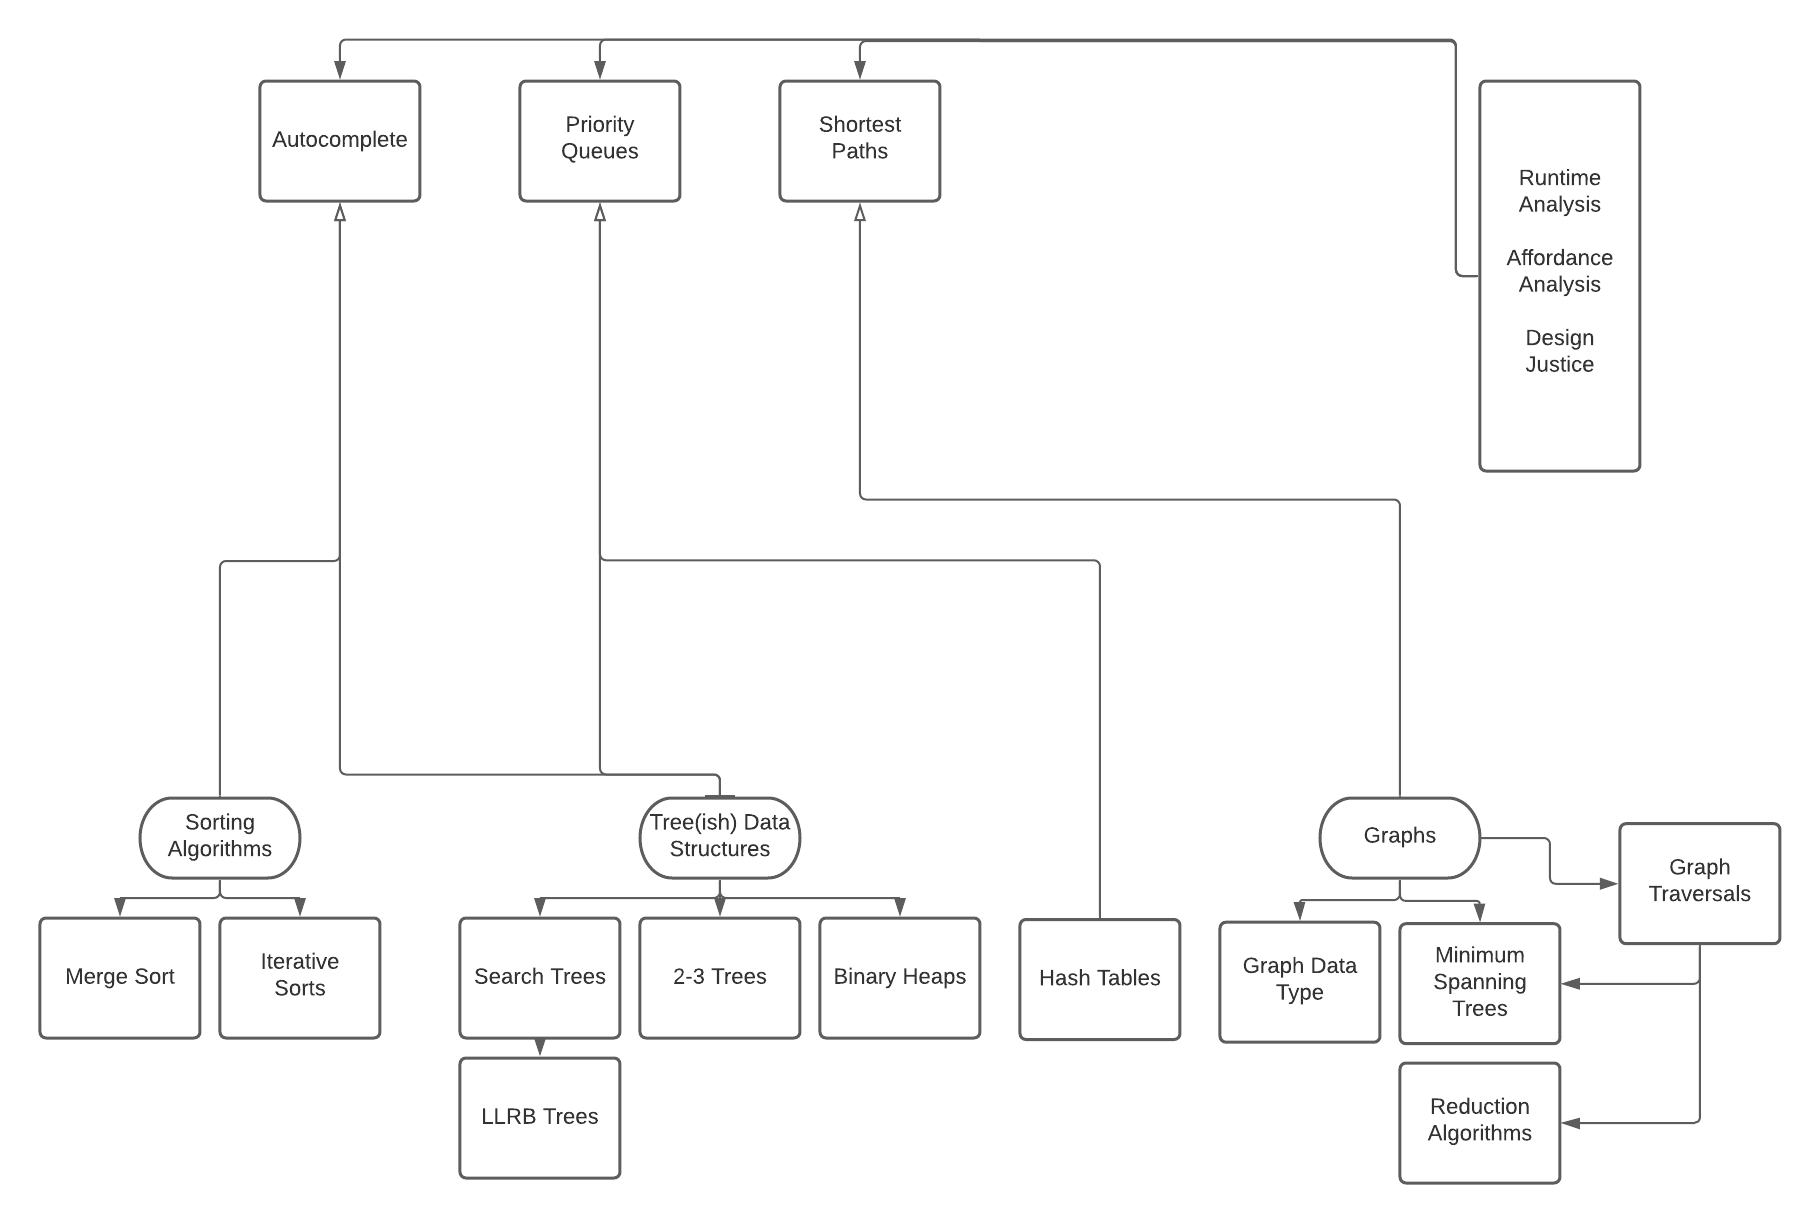 Autocomplete
Priority
Queues
Shortest
Paths
Runtime
Analysis
Affordance
Analysis
Design
Justice
Sorting
Algorithms
Tree(ish) Data
Structures
Graphs
Graph
Traversals
Merge Sort
Iterative
Sorts
Search Trees
2-3 Trees
Binary Heaps
Hash Tables
Graph Data
Type
Minimum
Spanning
Trees
LLRB Trees
Reduction
Algorithms